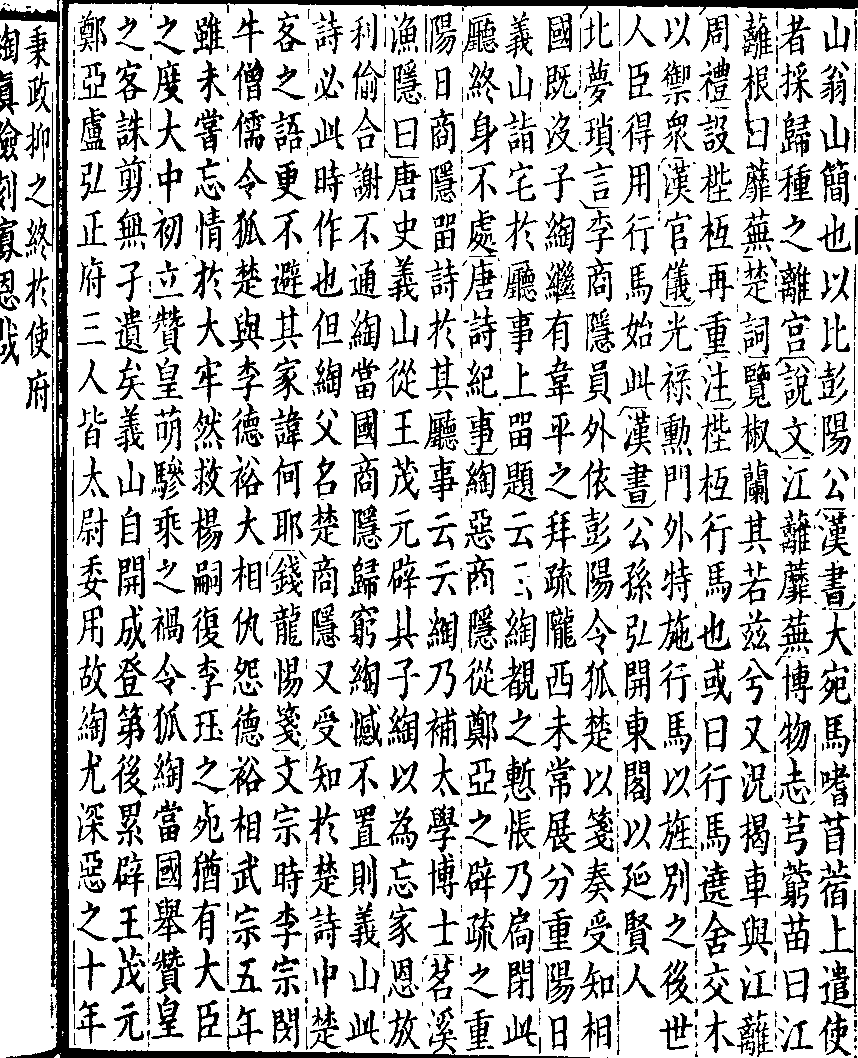 山翁山簡也以比彭陽公漢書大宛馬嗜苜蓿上遣使
者採歸種之離宮說文江蘺蘼蕪博物志芎藭苗曰江
蘺根曰蘼蕪楚詞覽椒蘭其若兹兮又況揭車與江離
周禮設梐枑再重注梐枑行馬也或曰行馬遶舍交木
以禦衆漢官儀光祿勲門外特施行馬以旌別之後世
人臣得用行馬始此漢書公孫弘開東閣以延賢人
北夢瑣言李商隱員外依彭陽令狐楚以箋奏受知相
國既沒子綯繼有韋平之拜疏隴西未常展分重陽日
義山詣宅於廳事上畱題云云綯覩之慙悵乃扃閉此
廳終身不處唐詩紀事綯惡商隱從鄭亞之辟疏之重
陽日商隱畱詩於其廳事云云綯乃補太學博士苕溪
漁隱曰唐史義山從王茂元辟其子綯以為忘家恩放
利偷合謝不通綯當國商隱歸窮綯憾不置則義山此
詩必此時作也但綯父名楚商隱又受知於楚詩中楚
客之語更不避其家諱何耶錢龍惕箋文宗時李宗閔
牛僧儒令狐楚與李德裕大相仇怨德裕相武宗五年
雖未嘗忘情於大牢然救楊嗣復李珏之𣦸猶有大臣
之度大中初立贊皇萌驂乘之禍令狐綯當國舉贊皇
之客誅剪無孑遺矣義山自開成登第後累辟王茂元
鄭亞盧弘正府三人皆太尉委用故綯尤深惡之十年
秉政抑之終於使府
綯眞險刻寡恩哉